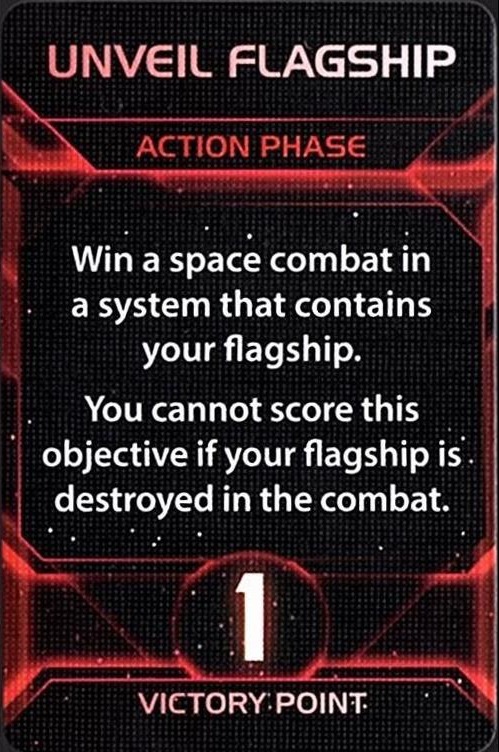 UNVEIL FLAGSHIP
ACTION PHASE
Win a space combat in
a system that contains
your flagship.
You cannot score this
objective if your flagship is
destroyed in the combat.
1
VICTORY POINT